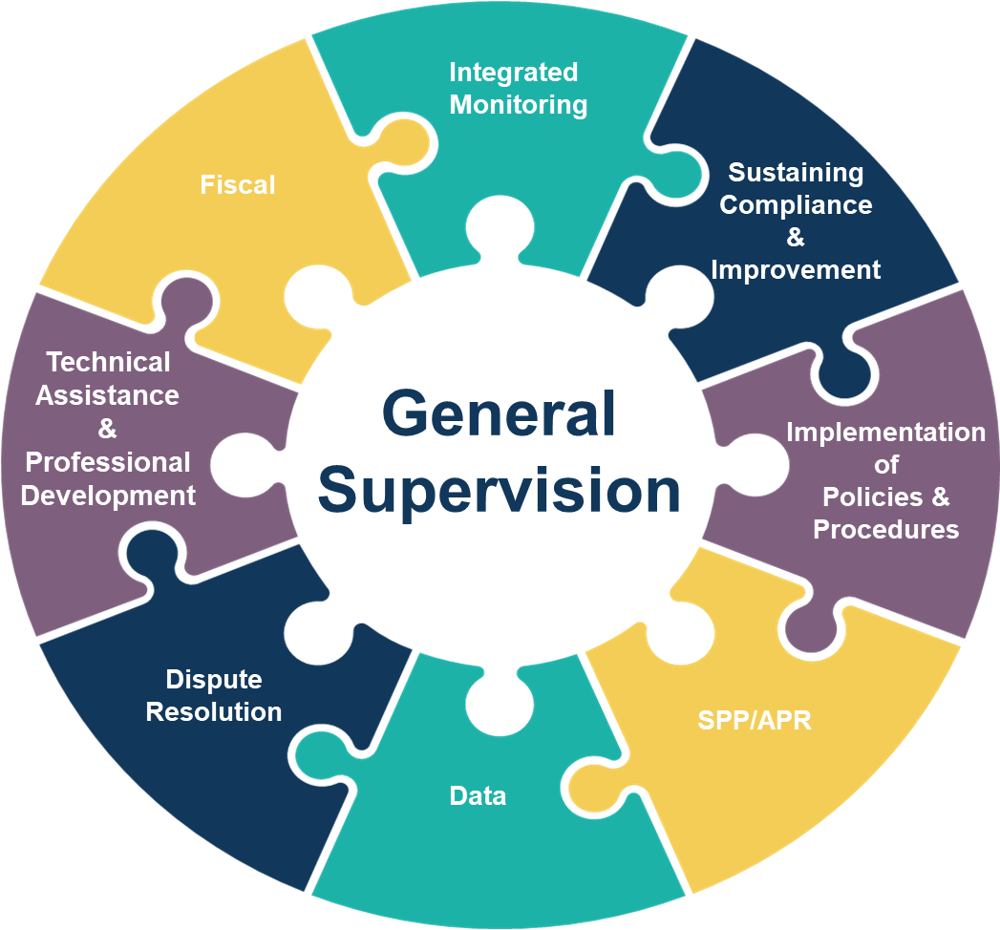 Integrated
Monitoring
Sustaining
Compliance
&
Improvement
Implementation
of
Policies &
Procedures
SPP/APR
Data
Dispute
Resolution
Technical
Assistance
&
Professional
Development
Fiscal
General
Supervision